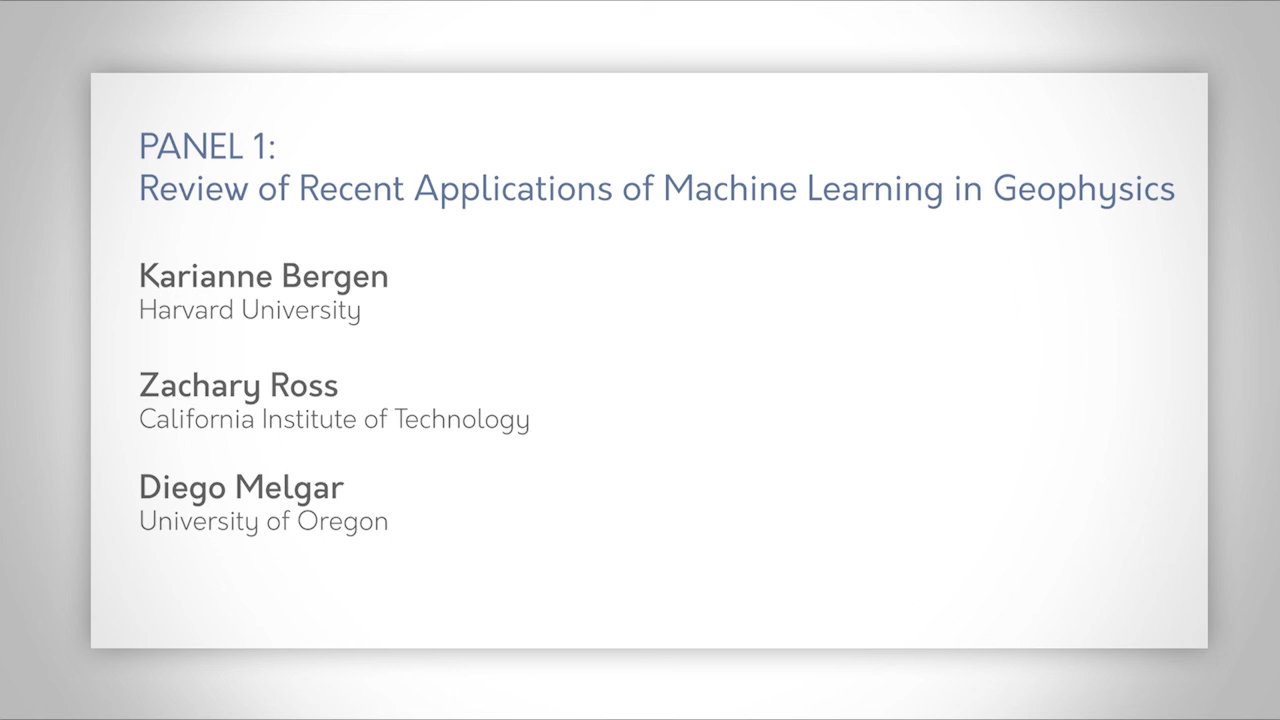 PANEL 1:
Review of Recent Applications of Machine Learning in Geophysics
Karianne Bergen
Harvard University
Zachary Ross
California Institute of Technology
Diego Melgar
University of Oregon